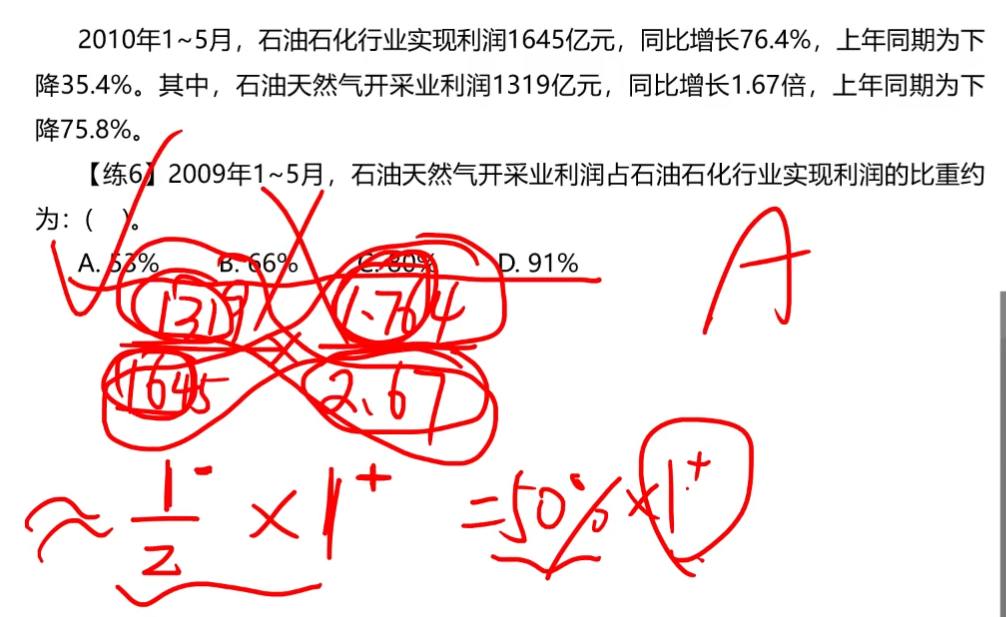 2010年1~5月，石油石化行业实现利润1645亿元，同比增长76.4%，上年同期为下
降35.4%。其中，石油天然气开采业利润1319亿元，同比增长1.67倍，上年同期为下
降75.8%。
【练6】2009年1~5月，石油天然气开采业利润占石油石化行业实现利润的比重约
为：( )。
A. 53% B. 66% C. 80% D. 91%
A
1319 1.764
1645 2.67
≈ 1⁻/2 × 1⁺ = 50% × 1⁺